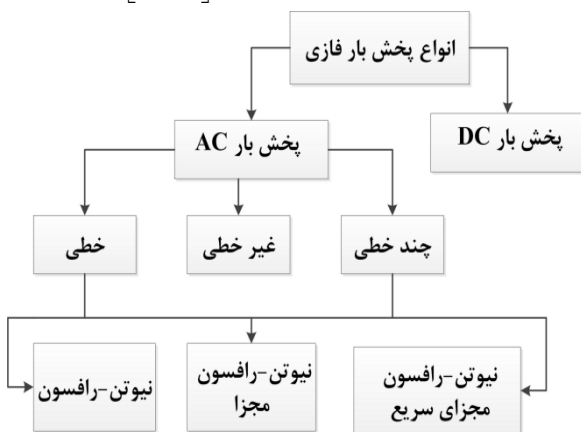 انواع پخش بار فازی
پخش بار DC
پخش بار AC
چند خطی
غیر خطی
خطی
نیوتن-رافسون
مجزای سریع
نیوتن-رافسون
مجزا
نیوتن-رافسون